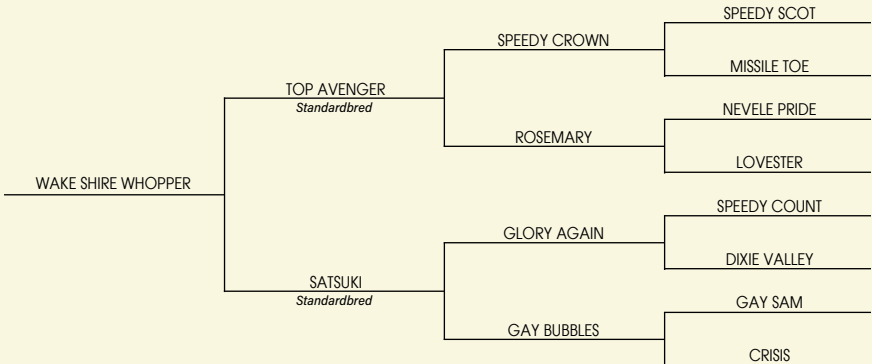 SPEEDY SCOT
SPEEDY CROWN
MISSILE TOE
TOP AVENGER
Standardbred
NEVELE PRIDE
ROSEMARY
LOVESTER
WAKE SHIRE WHOPPER
SPEEDY COUNT
GLORY AGAIN
DIXIE VALLEY
SATSUKI
Standardbred
GAY SAM
GAY BUBBLES
CRISIS